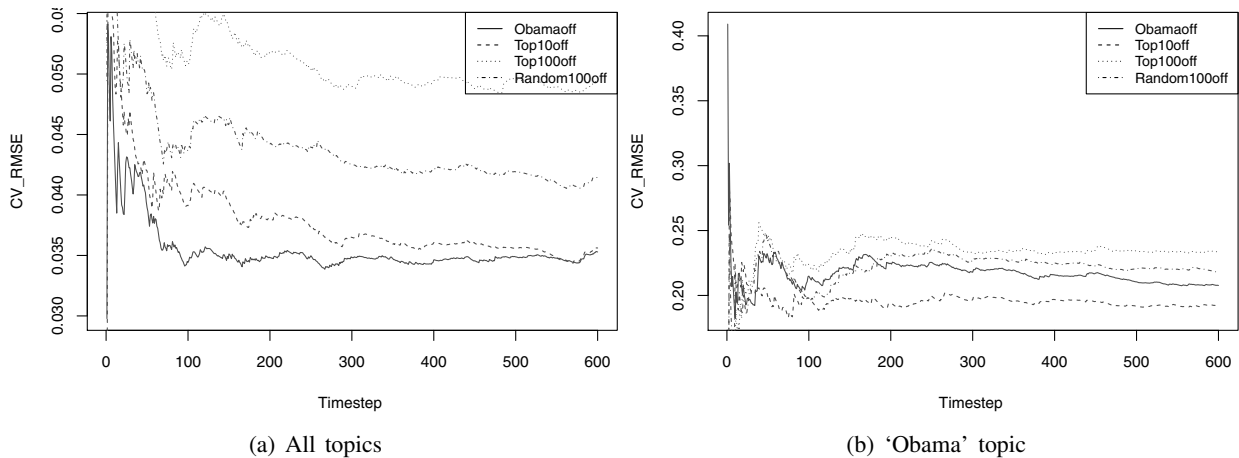 CV_RMSE
0.030
0.035
0.040
0.045
0.050
0 100 200 300 400 500 600
Timestep
Obamaoff
Top10off
Top100off
Random100off
(a) All topics
CV_RMSE
0.20
0.25
0.30
0.35
0.40
0 100 200 300 400 500 600
Timestep
Obamaoff
Top10off
Top100off
Random100off
(b) ‘Obama’ topic